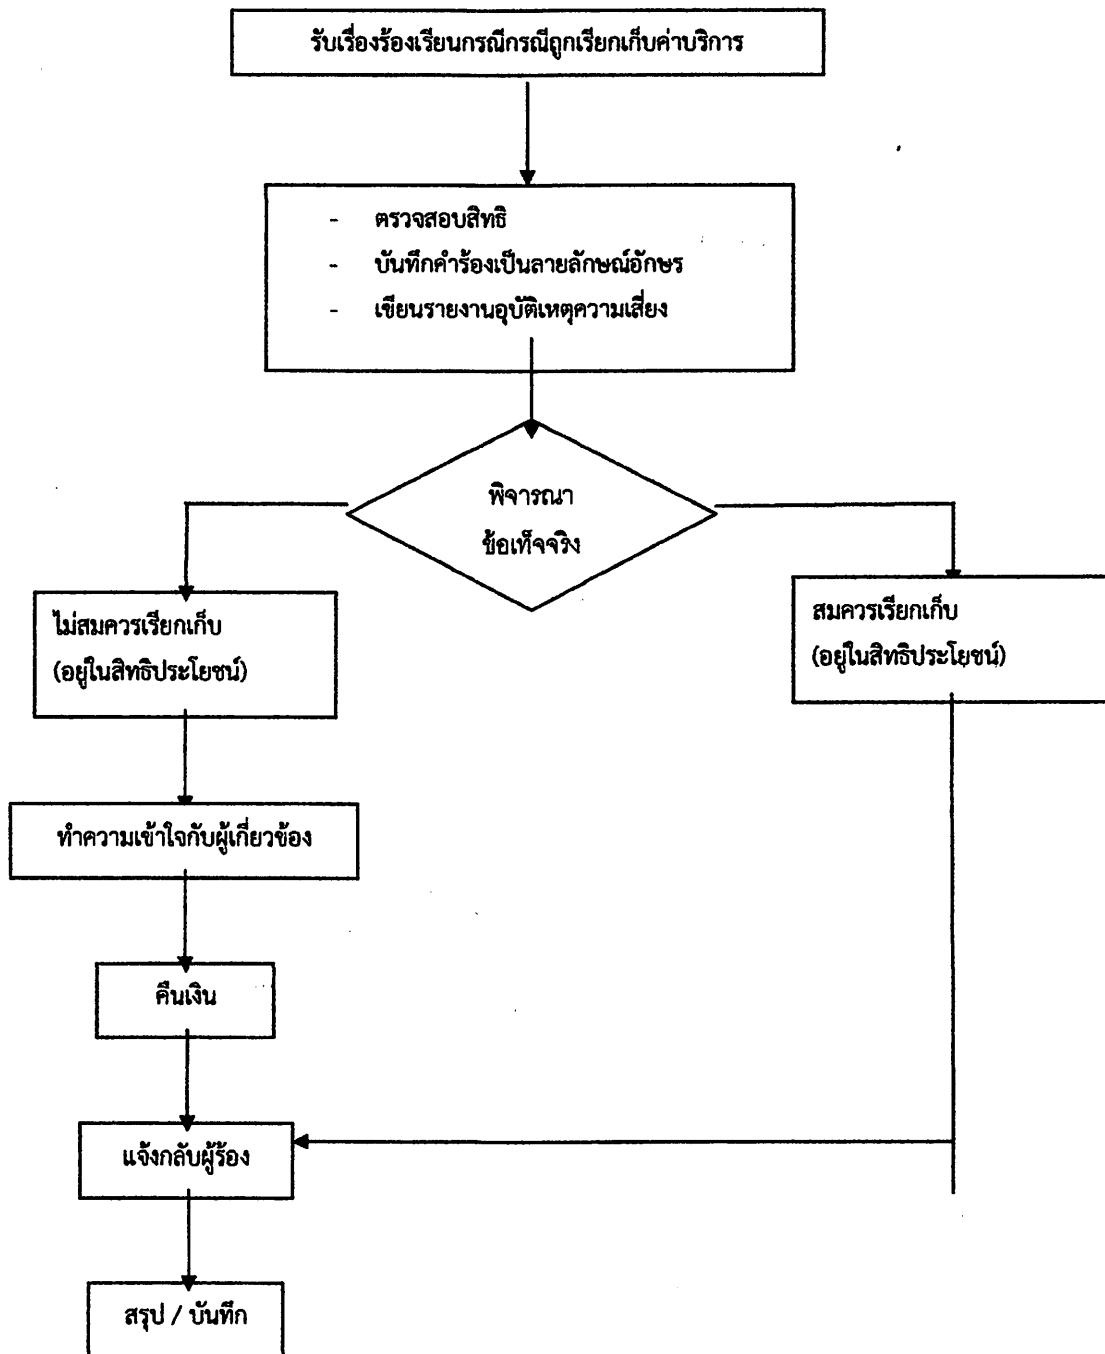 รับเรื่องร้องเรียนกรณีกรณีถูกเรียกเก็บค่าบริการ
- ตรวจสอบสิทธิ
- บันทึกคำร้องเป็นลายลักษณ์อักษร
- เขียนรายงานอุบัติเหตุความเสี่ยง
พิจารณา
ข้อเท็จจริง
ไม่สมควรเรียกเก็บ
(อยู่ในสิทธิประโยชน์)
สมควรเรียกเก็บ
(อยู่ในสิทธิประโยชน์)
ทำความเข้าใจกับผู้เกี่ยวข้อง
คืนเงิน
แจ้งกลับผู้ร้อง
สรุป / บันทึก